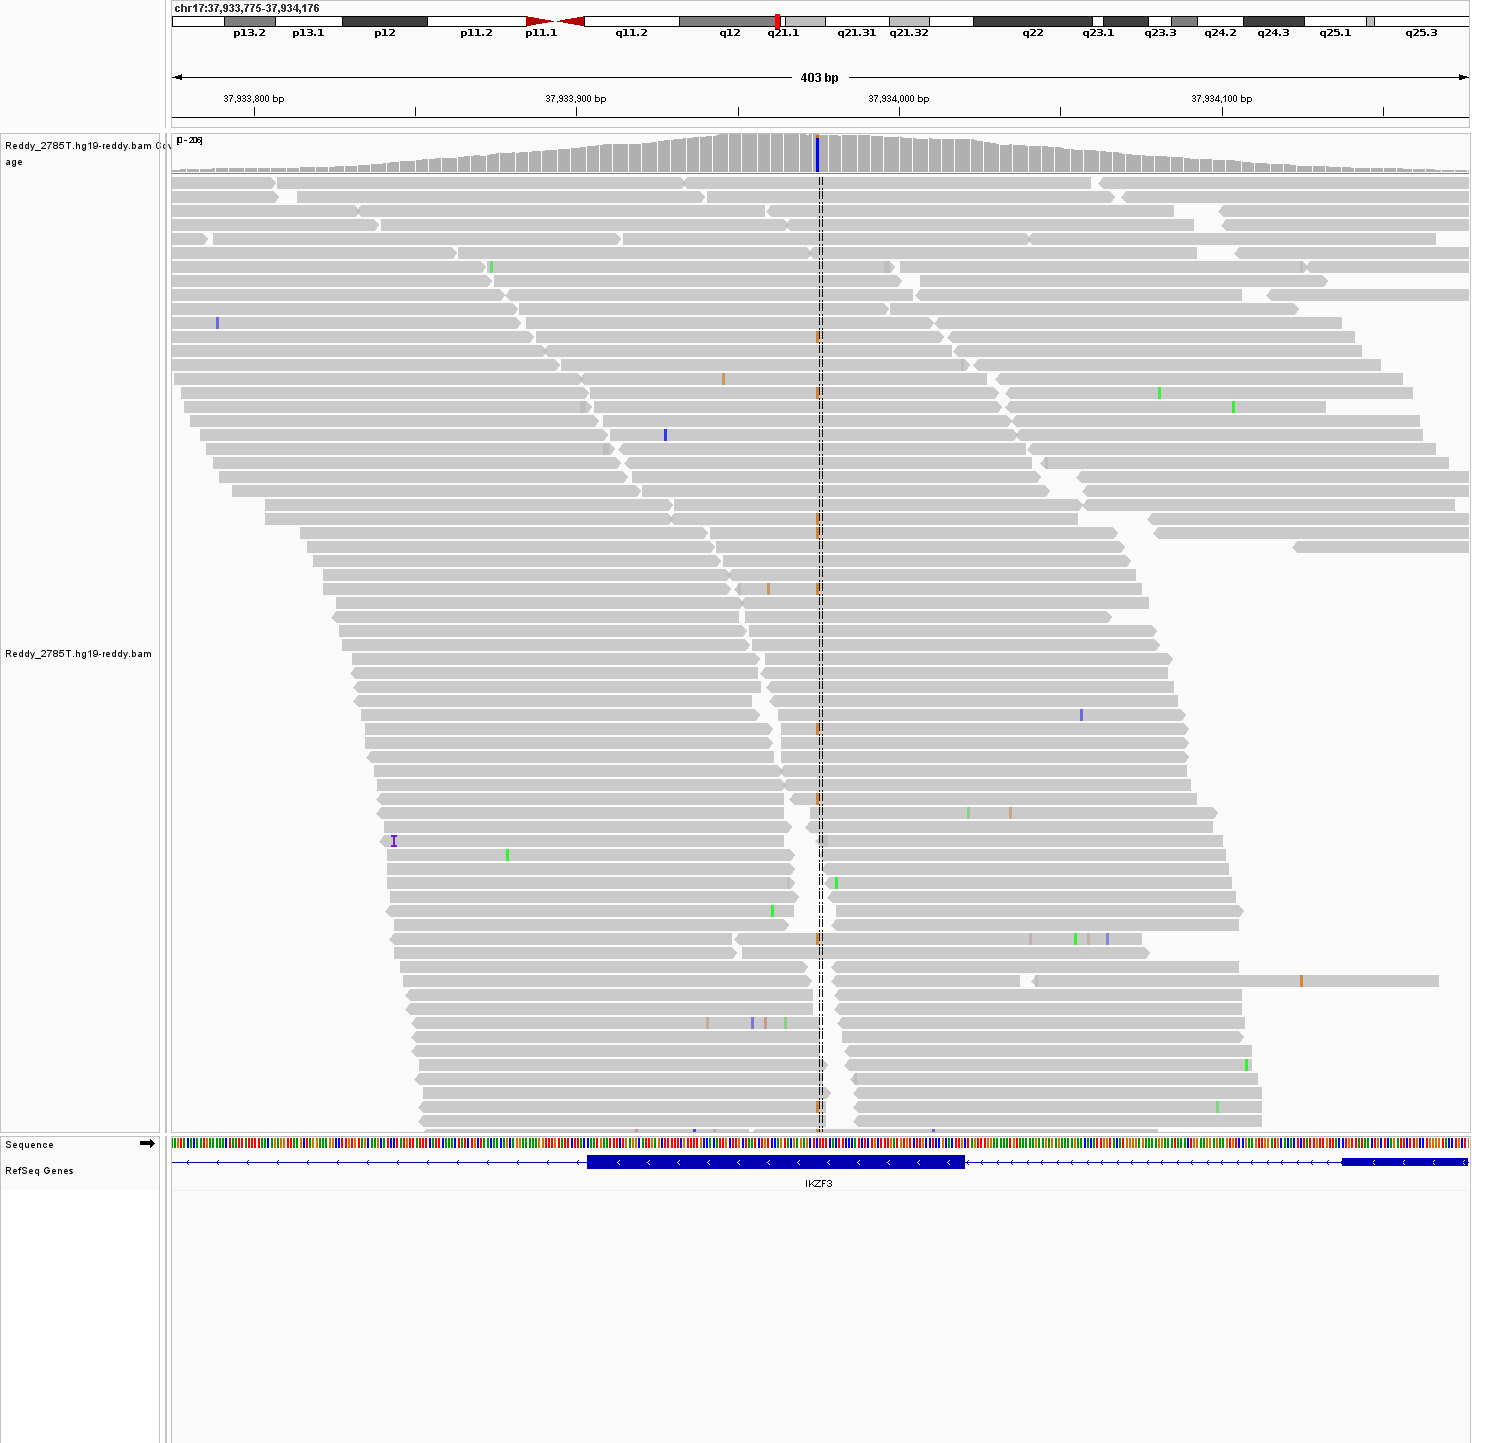 chr17:37,933,775-37,934,176
p13.2 p13.1 p12 p11.2 p11.1 q11.2 q12 q21.1 q21.31 q21.32 q22 q23.1 q23.3 q24.2 q24.3 q25.1 q25.3
403 bp
37,933,800 bp 37,933,900 bp 37,934,000 bp 37,934,100 bp
[0 - 206]
Reddy_2785T.hg19-reddy.bam Cov
age
Reddy_2785T.hg19-reddy.bam
Sequence
RefSeq Genes
IKZF3